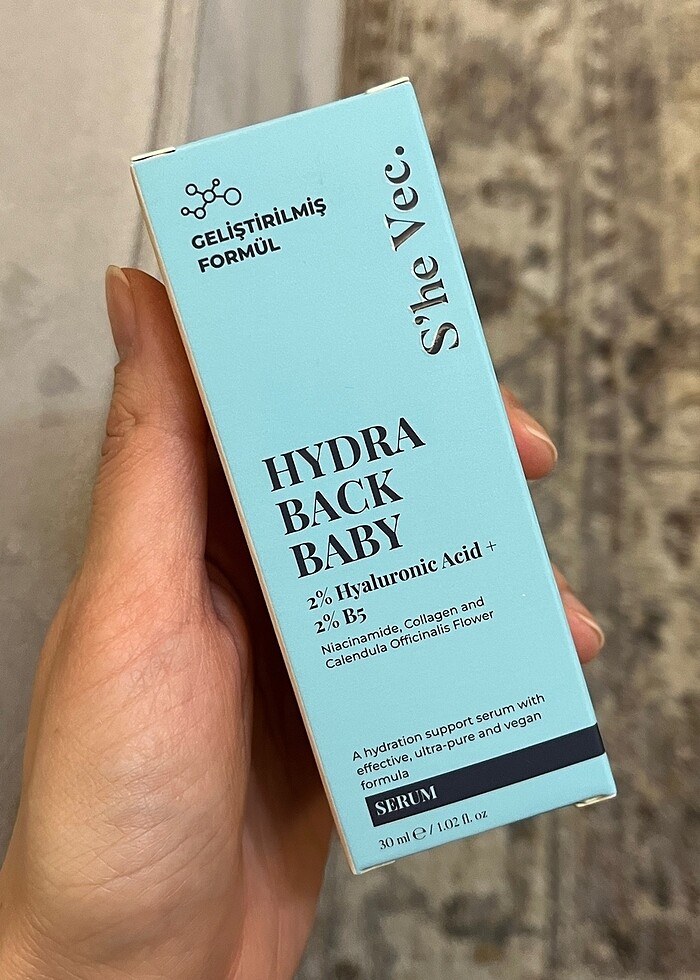 GELİŞTİRİLMİŞ
FORMÜL
S'he Vec.
HYDRA
BACK
BABY
2% Hyaluronic Acid +
2% B5
Niacinamide, Collagen and
Calendula Officinalis Flower
A hydration support serum with
effective, ultra-pure and vegan
formula
SERUM
30 ml ℮ / 1.02 fl. oz